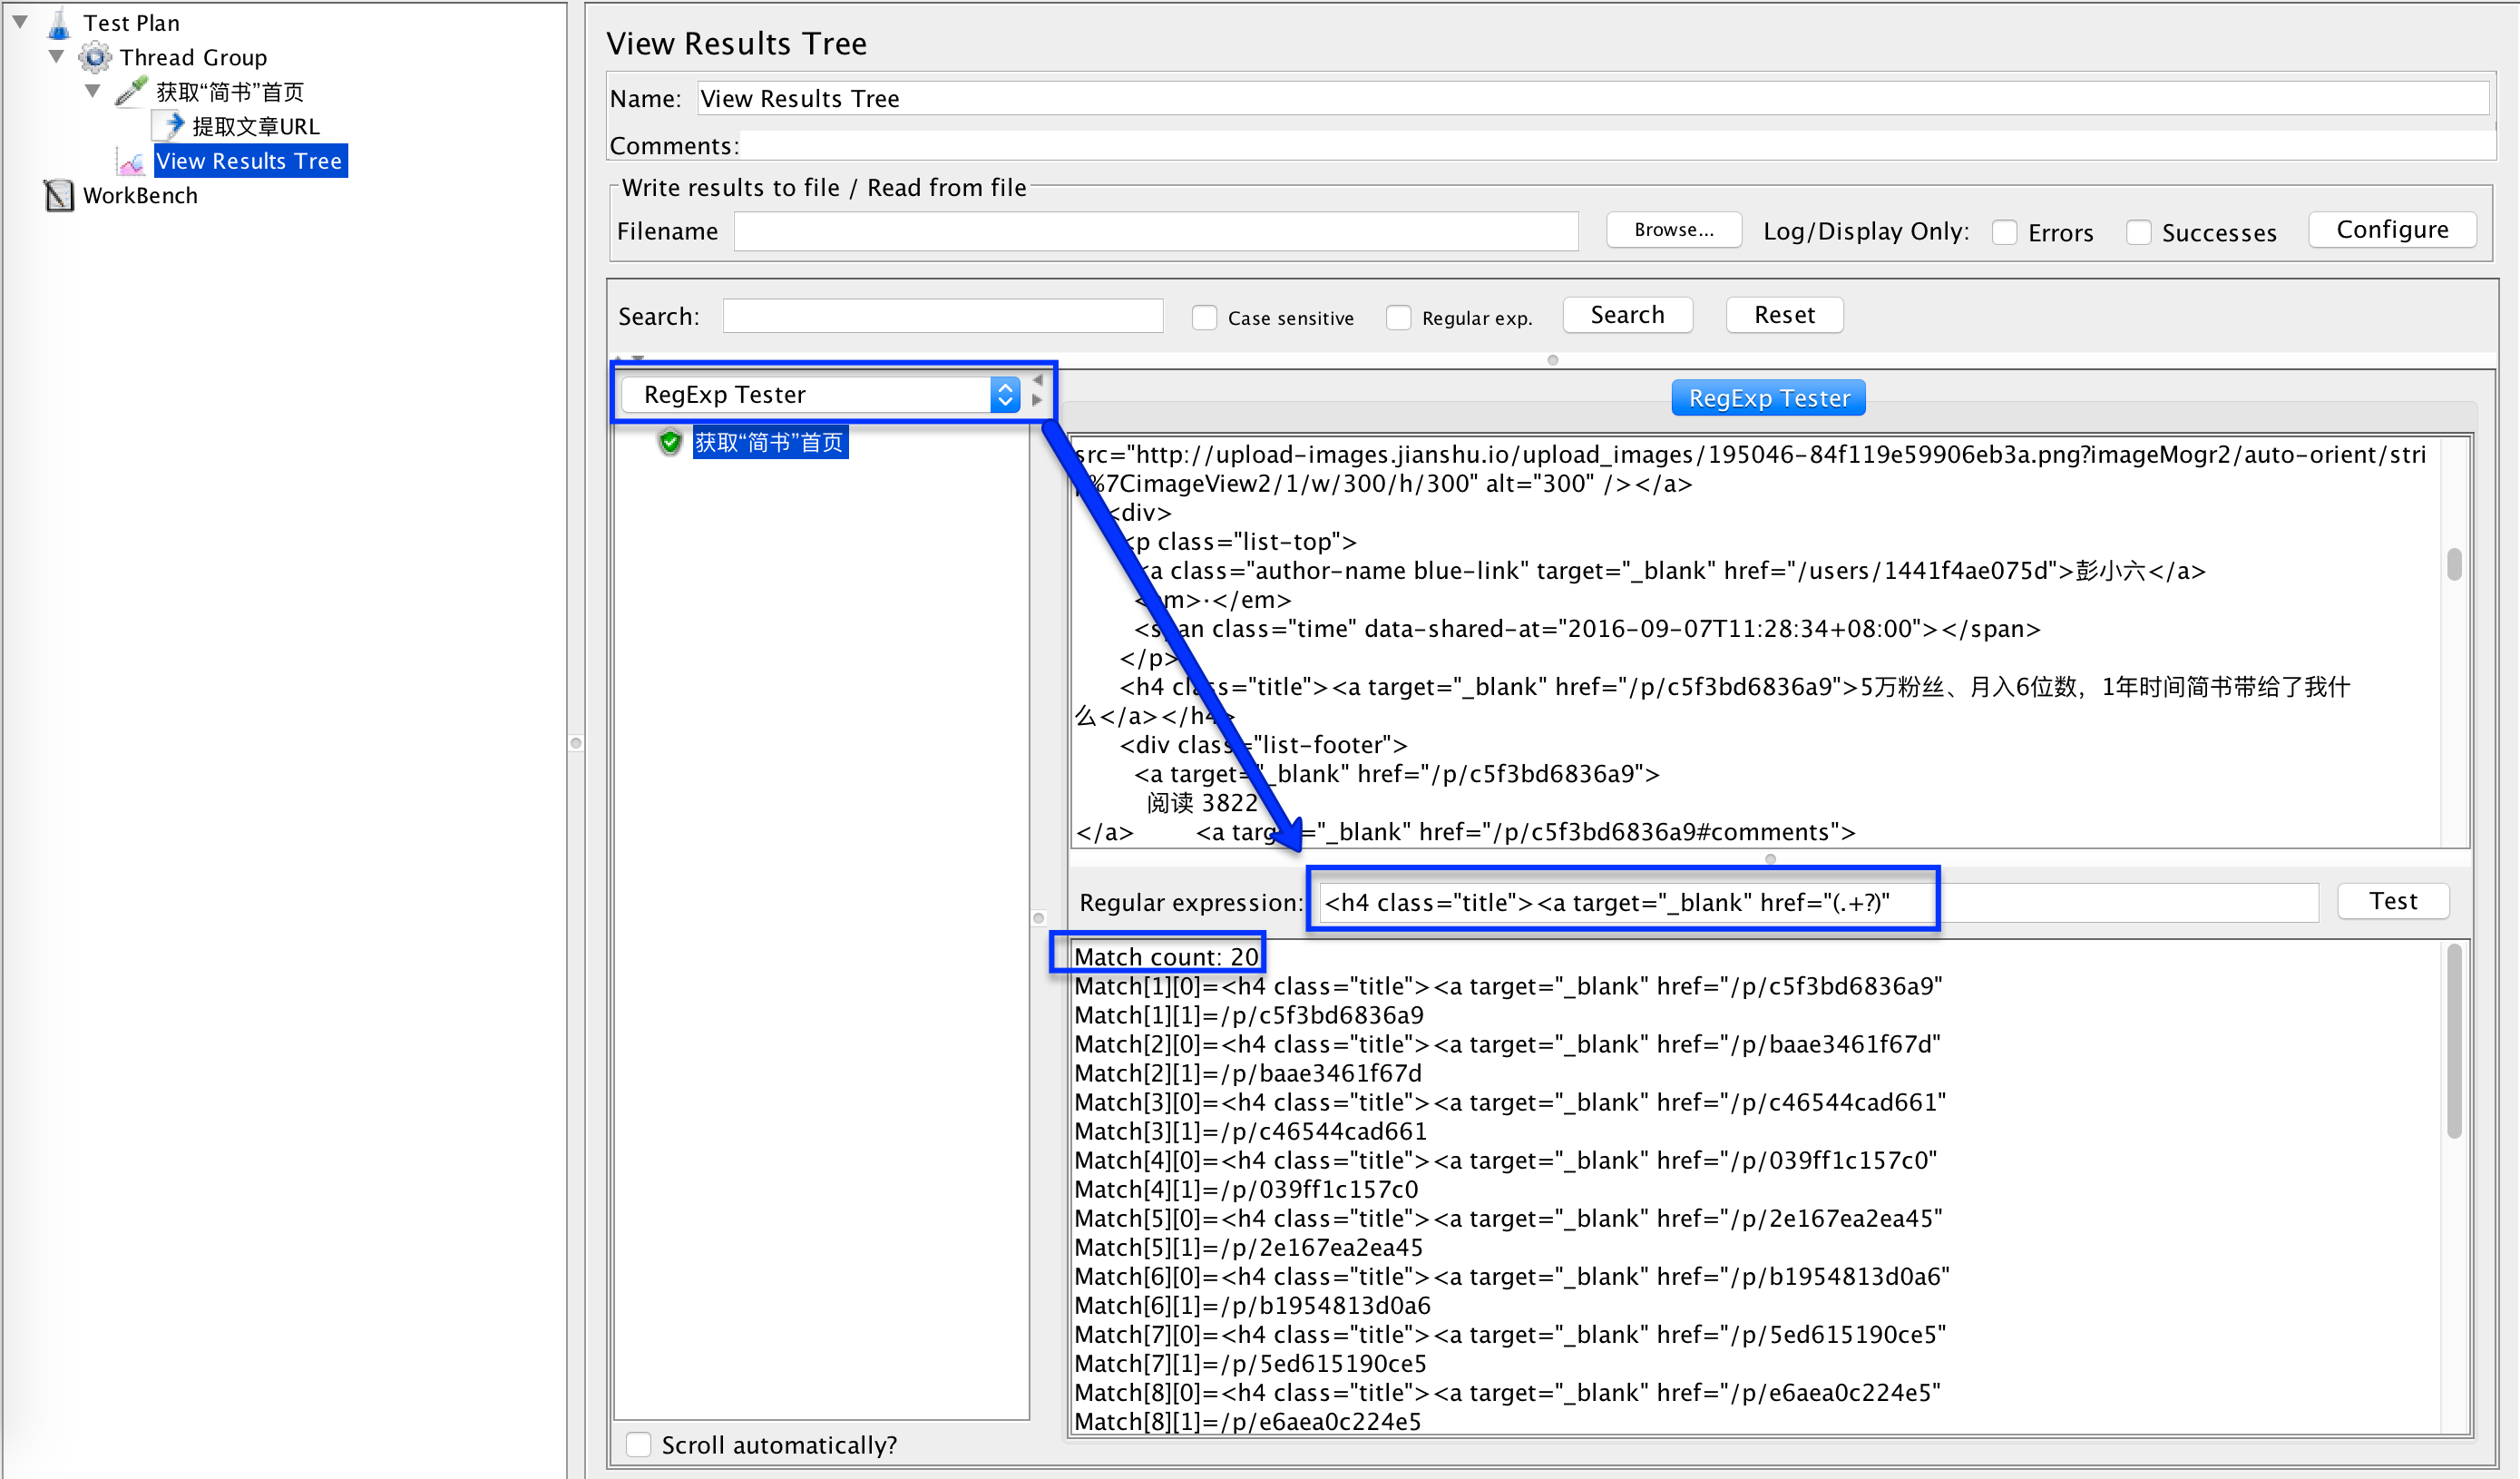 Test Plan
Thread Group
获取“简书”首页
提取文章URL
View Results Tree
WorkBench
View Results Tree
Name: View Results Tree
Comments:
Write results to file / Read from file
Filename Browse... Log/Display Only: Errors Successes Configure
Search: Case sensitive Regular exp. Search Reset
RegExp Tester
获取“简书”首页
Scroll automatically?
RegExp Tester
src="http://upload-images.jianshu.io/upload_images/195046-84f119e59906eb3a.png?imageMogr2/auto-orient/stri
%7CimageView2/1/w/300/h/300" alt="300" /></a>
<div>
<p class="list-top">
<a class="author-name blue-link" target="_blank" href="/users/1441f4ae075d">彭小六</a>
<em>·</em>
<span class="time" data-shared-at="2016-09-07T11:28:34+08:00"></span>
</p>
<h4 class="title"><a target="_blank" href="/p/c5f3bd6836a9">5万粉丝、月入6位数，1年时间简书带给了我什
么</a></h4>
<div class="list-footer">
<a target="_blank" href="/p/c5f3bd6836a9">
阅读 3822
</a> <a target="_blank" href="/p/c5f3bd6836a9#comments">
Regular expression: <h4 class="title"><a target="_blank" href="(.+?)" Test
Match count: 20
Match[1][0]=<h4 class="title"><a target="_blank" href="/p/c5f3bd6836a9"
Match[1][1]=/p/c5f3bd6836a9
Match[2][0]=<h4 class="title"><a target="_blank" href="/p/baae3461f67d"
Match[2][1]=/p/baae3461f67d
Match[3][0]=<h4 class="title"><a target="_blank" href="/p/c46544cad661"
Match[3][1]=/p/c46544cad661
Match[4][0]=<h4 class="title"><a target="_blank" href="/p/039ff1c157c0"
Match[4][1]=/p/039ff1c157c0
Match[5][0]=<h4 class="title"><a target="_blank" href="/p/2e167ea2ea45"
Match[5][1]=/p/2e167ea2ea45
Match[6][0]=<h4 class="title"><a target="_blank" href="/p/b1954813d0a6"
Match[6][1]=/p/b1954813d0a6
Match[7][0]=<h4 class="title"><a target="_blank" href="/p/5ed615190ce5"
Match[7][1]=/p/5ed615190ce5
Match[8][0]=<h4 class="title"><a target="_blank" href="/p/e6aea0c224e5"
Match[8][1]=/p/e6aea0c224e5